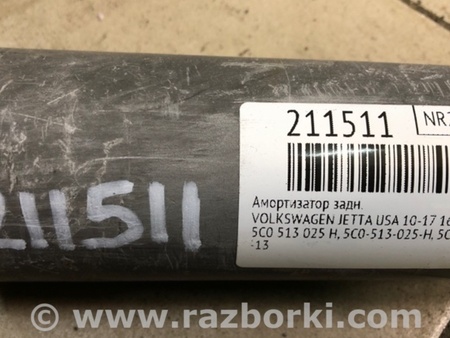 211511
211511
NR
Амортизатор задн.
VOLKSWAGEN JETTA USA 10-17
5C0 513 025 H, 5C0-513-025-H,
-13
www.razborki.com